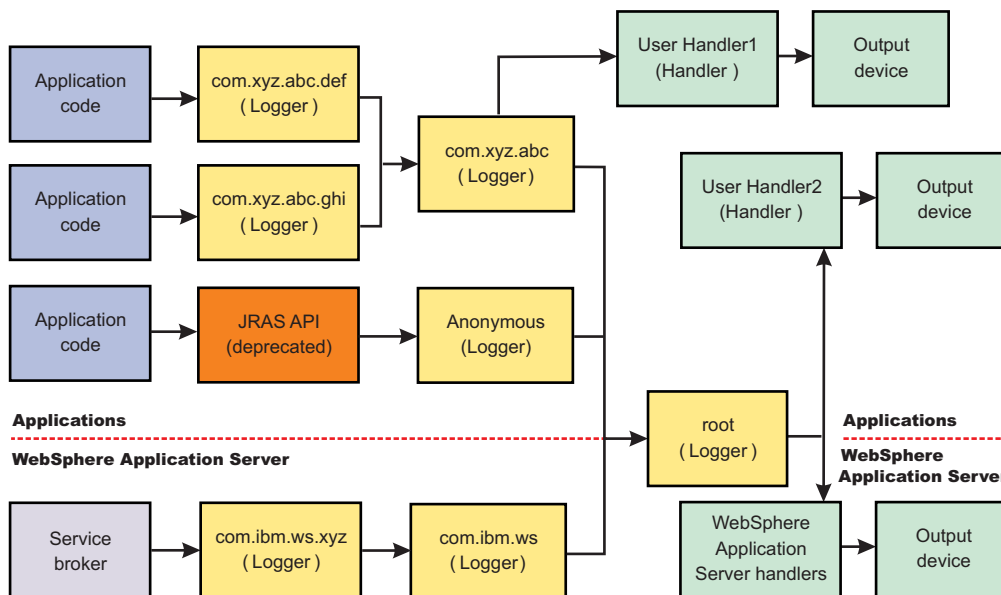 Application
code
com.xyz.abc.def
( Logger )
User Handler1
(Handler )
Output
device
Application
code
com.xyz.abc.ghi
( Logger )
com.xyz.abc
( Logger )
User Handler2
(Handler )
Output
device
Application
code
JRAS API
(deprecated)
Anonymous
(Logger)
Applications
WebSphere Application Server
root
( Logger )
Applications
WebSphere
Application Server
Service
broker
com.ibm.ws.xyz
( Logger )
com.ibm.ws
( Logger )
WebSphere
Application
Server handlers
Output
device